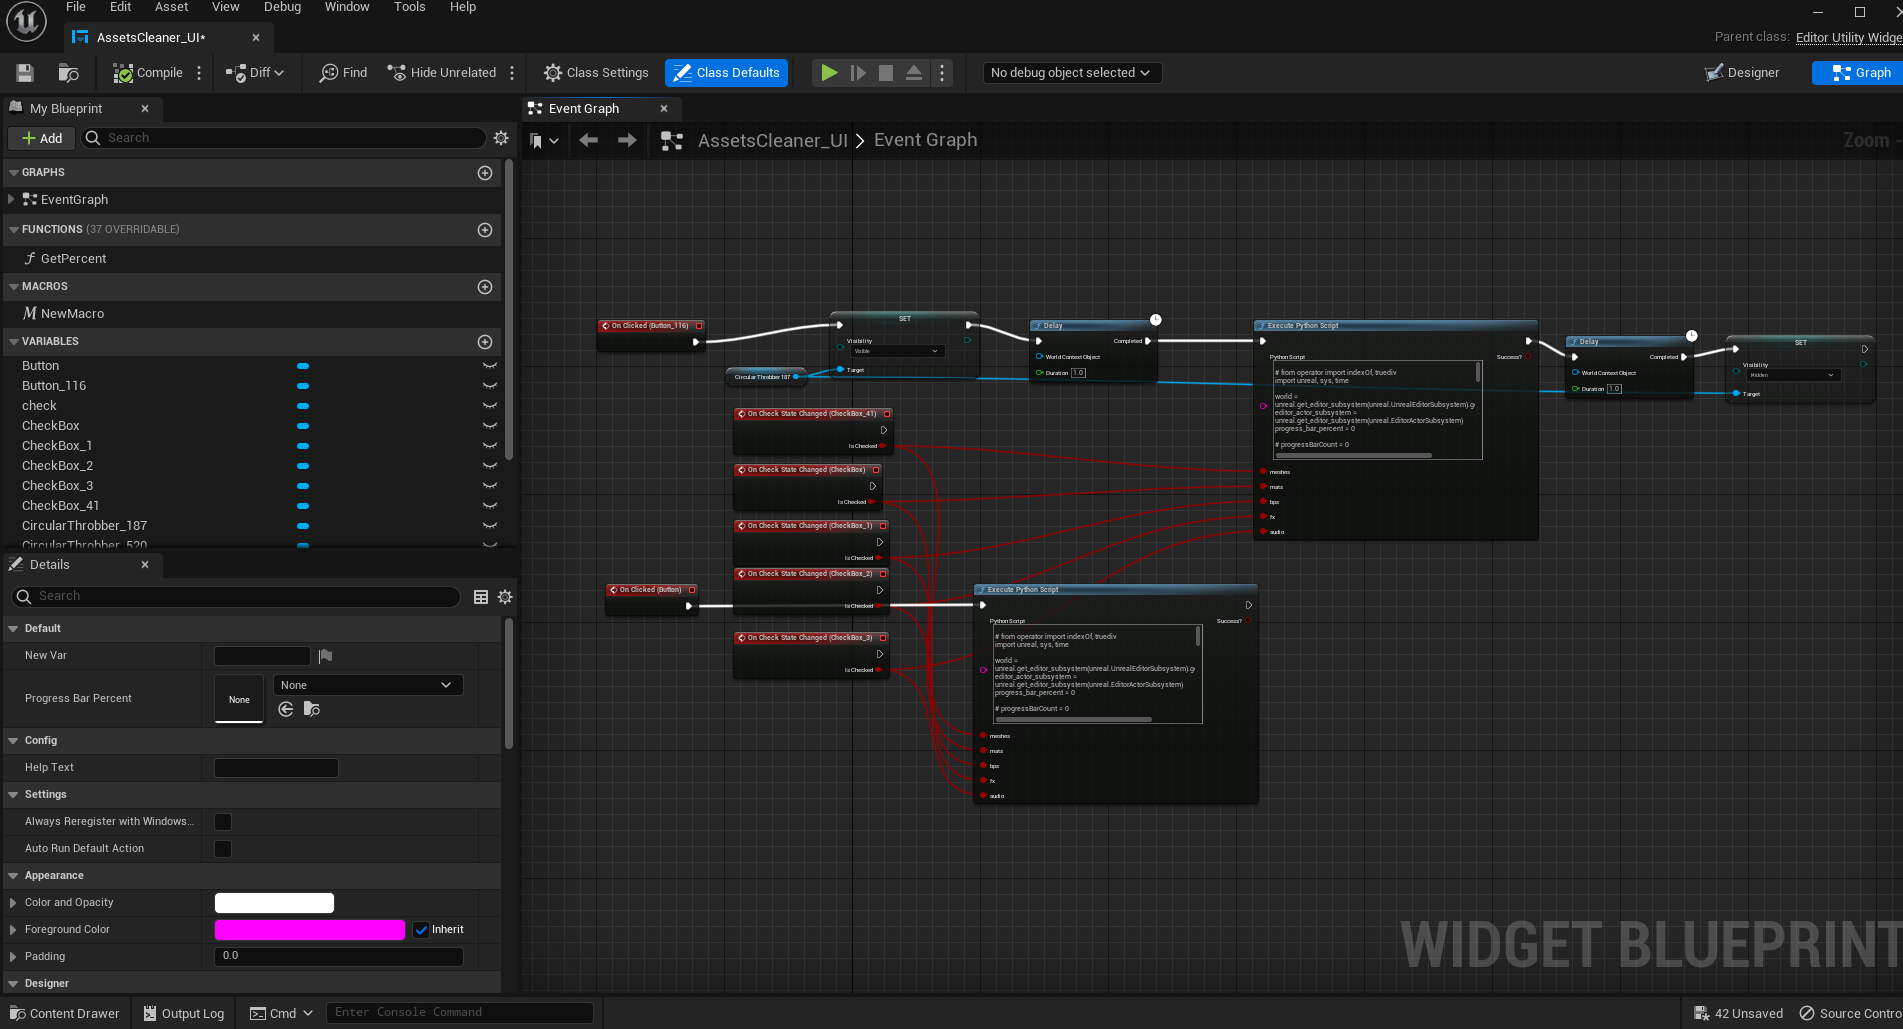 File Edit Asset View Debug Window Tools Help
AssetsCleaner_UI*
Parent class: Editor Utility Widge
Compile Diff Find Hide Unrelated Class Settings Class Defaults No debug object selected Designer Graph
My Blueprint
Event Graph
Add Search
AssetsCleaner_UI > Event Graph
Zoom -
GRAPHS
EventGraph
FUNCTIONS (37 OVERRIDABLE)
GetPercent
MACROS
NewMacro
VARIABLES
Button
Button_116
check
CheckBox
CheckBox_1
CheckBox_2
CheckBox_3
CheckBox_41
CircularThrobber_187
CircularThrobber_520
Details
Search
Default
New Var
Progress Bar Percent None None
Config
Help Text
Settings
Always Reregister with Windows...
Auto Run Default Action
Appearance
Color and Opacity
Foreground Color Inherit
Padding 0.0
Designer
On Clicked (Button_116)
SET
Visibility
Visible
Target
Circular Throbber 187
Delay
Completed
World Context Object
Duration 1.0
Execute Python Script
Python Script Success?
# from operator import indexOf, truediv
import unreal, sys, time
world =
unreal.get_editor_subsystem(unreal.UnrealEditorSubsystem).g
editor_actor_subsystem =
unreal.get_editor_subsystem(unreal.EditorActorSubsystem)
progress_bar_percent = 0
# progressBarCount = 0
meshes
mats
bps
fx
audio
Delay
Completed
World Context Object
Duration 1.0
SET
Visibility
Hidden
Target
On Check State Changed (CheckBox_41)
Is Checked
On Check State Changed (CheckBox)
Is Checked
On Check State Changed (CheckBox_1)
Is Checked
On Check State Changed (CheckBox_2)
Is Checked
On Clicked (Button)
On Check State Changed (CheckBox_3)
Is Checked
Execute Python Script
Python Script Success?
# from operator import indexOf, truediv
import unreal, sys, time
world =
unreal.get_editor_subsystem(unreal.UnrealEditorSubsystem).g
editor_actor_subsystem =
unreal.get_editor_subsystem(unreal.EditorActorSubsystem)
progress_bar_percent = 0
# progressBarCount = 0
meshes
mats
bps
fx
audio
WIDGET BLUEPRINT
Content Drawer Output Log Cmd Enter Console Command 42 Unsaved Source Contro